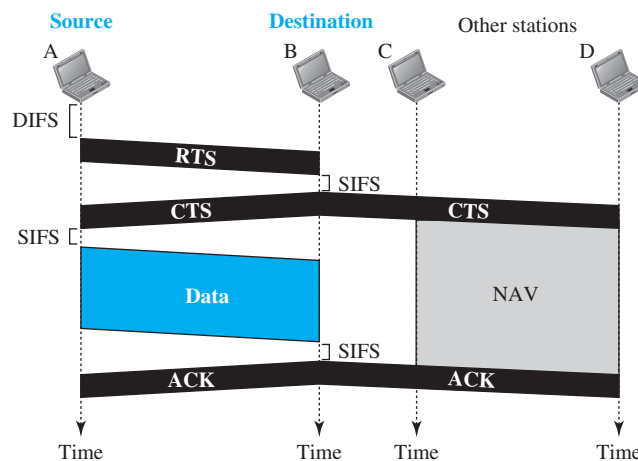 Source
Destination
Other stations
A
B
C
D
DIFS
RTS
SIFS
CTS
CTS
SIFS
Data
NAV
SIFS
ACK
ACK
Time
Time
Time
Time